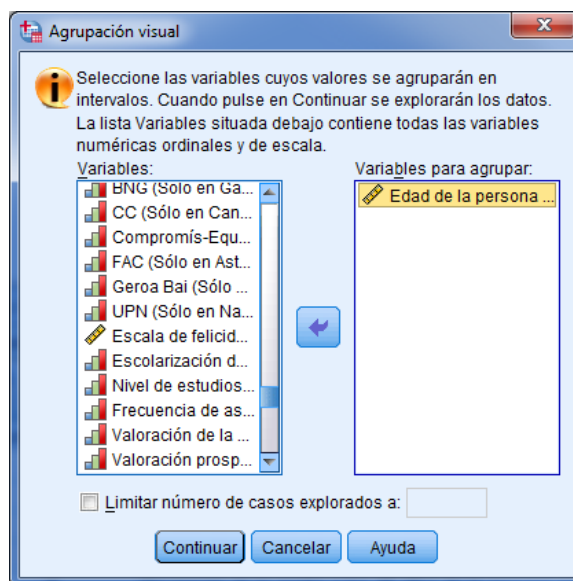 Agrupación visual
Seleccione las variables cuyos valores se agruparán en
intervalos. Cuando pulse en Continuar se explorarán los datos.
La lista Variables situada debajo contiene todas las variables
numéricas ordinales y de escala.
Variables:
BNG (Sólo en Ga...
CC (Sólo en Can...
Compromís-Equ...
FAC (Sólo en Ast...
Geroa Bai (Sólo ...
UPN (Sólo en Na...
Escala de felicid...
Escolarización d...
Nivel de estudios...
Frecuencia de as...
Valoración de la ...
Valoración prosp...
Variables para agrupar:
Edad de la persona ...
Limitar número de casos explorados a:
Continuar Cancelar Ayuda